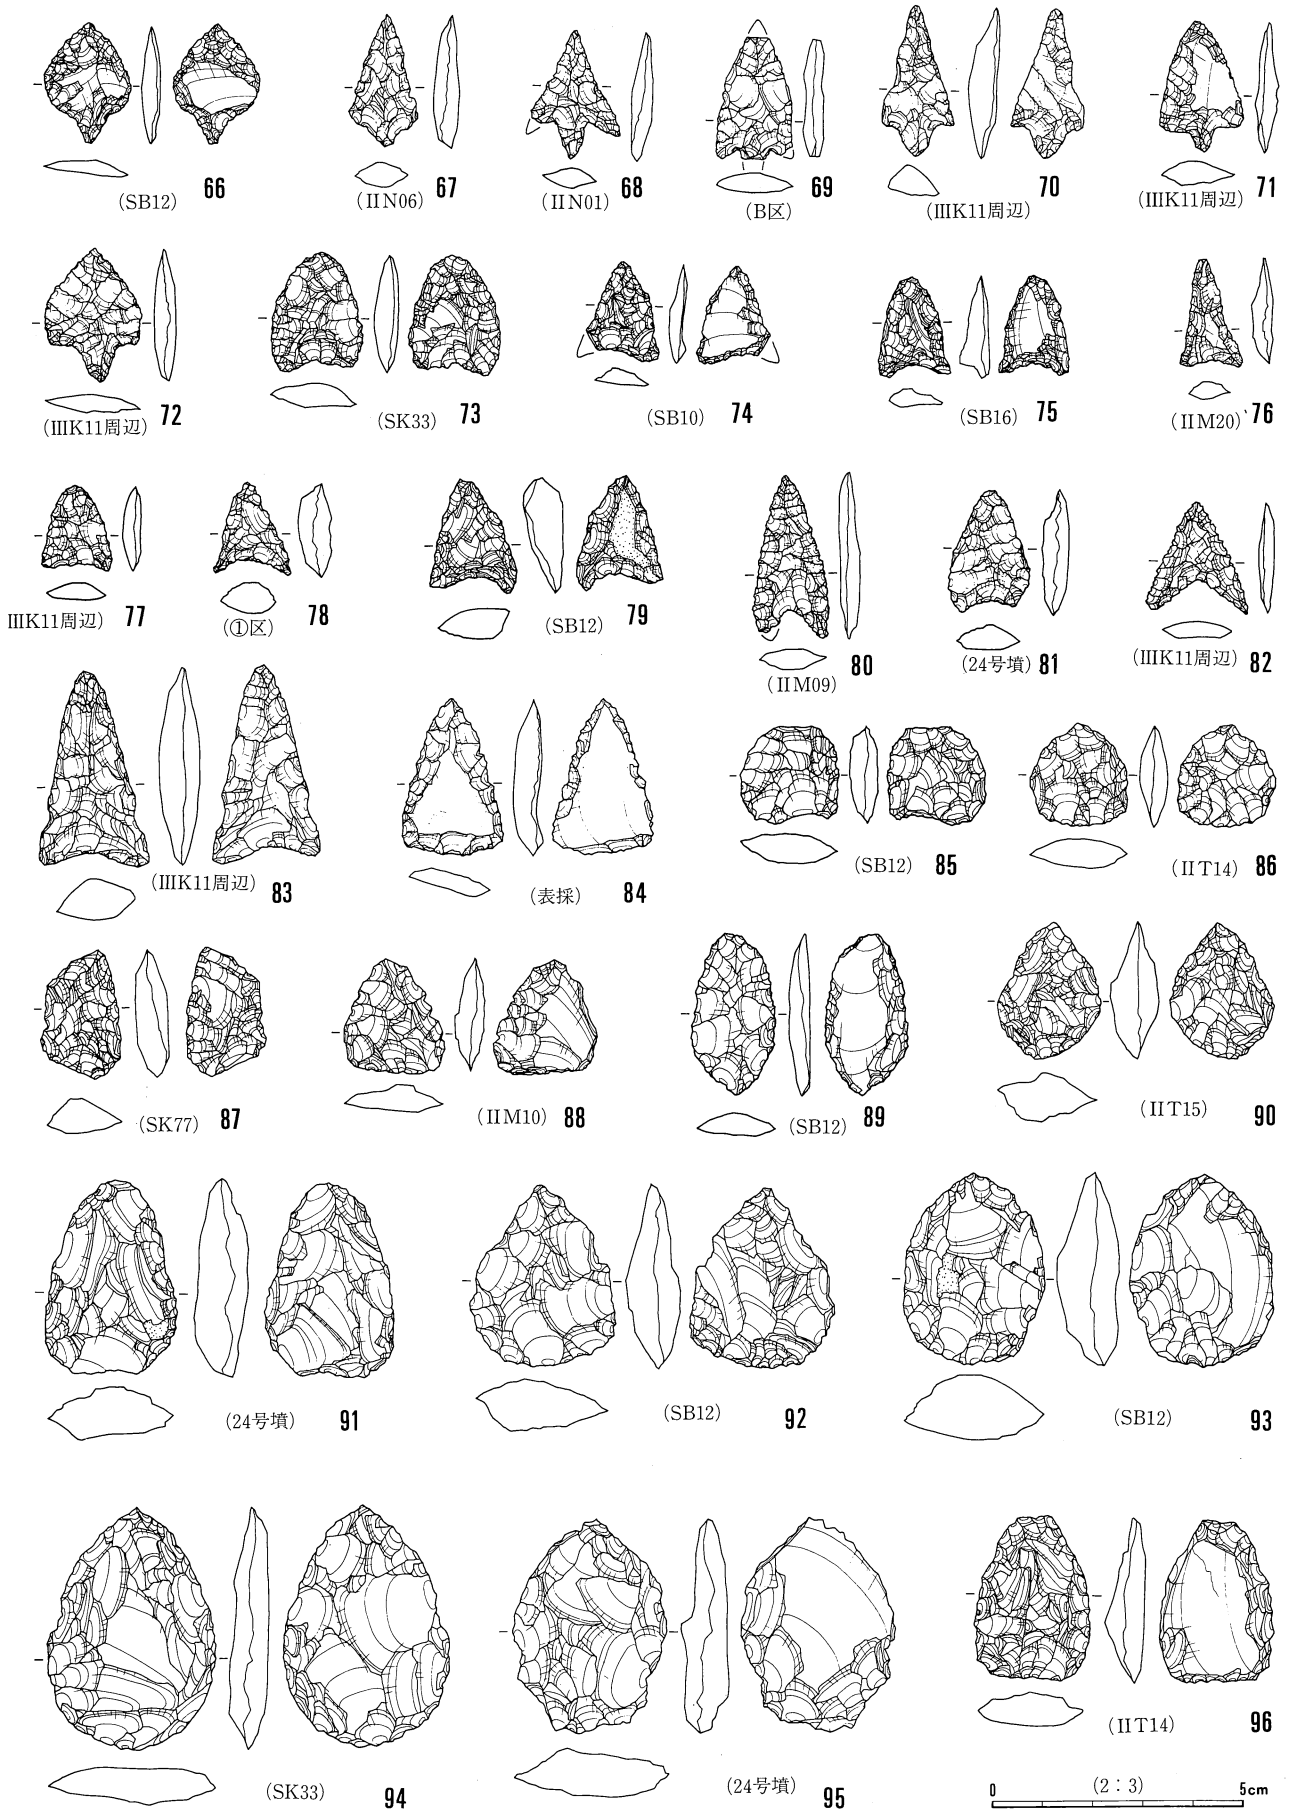 (SB12) 66
(ⅡN06) 67
(ⅡN01) 68
(B区) 69
(ⅢK11周辺) 70
(ⅢK11周辺) 71
(ⅢK11周辺) 72
(SK33) 73
(SB10) 74
(SB16) 75
(ⅡM20) 76
ⅢK11周辺) 77
(①区) 78
(SB12) 79
(ⅡM09) 80
(24号墳) 81
(ⅢK11周辺) 82
(ⅢK11周辺) 83
(表採) 84
(SB12) 85
(ⅡT14) 86
(SK77) 87
(ⅡM10) 88
(SB12) 89
(ⅡT15) 90
(24号墳) 91
(SB12) 92
(SB12) 93
(SK33) 94
(24号墳) 95
(ⅡT14) 96
0 (2:3) 5cm